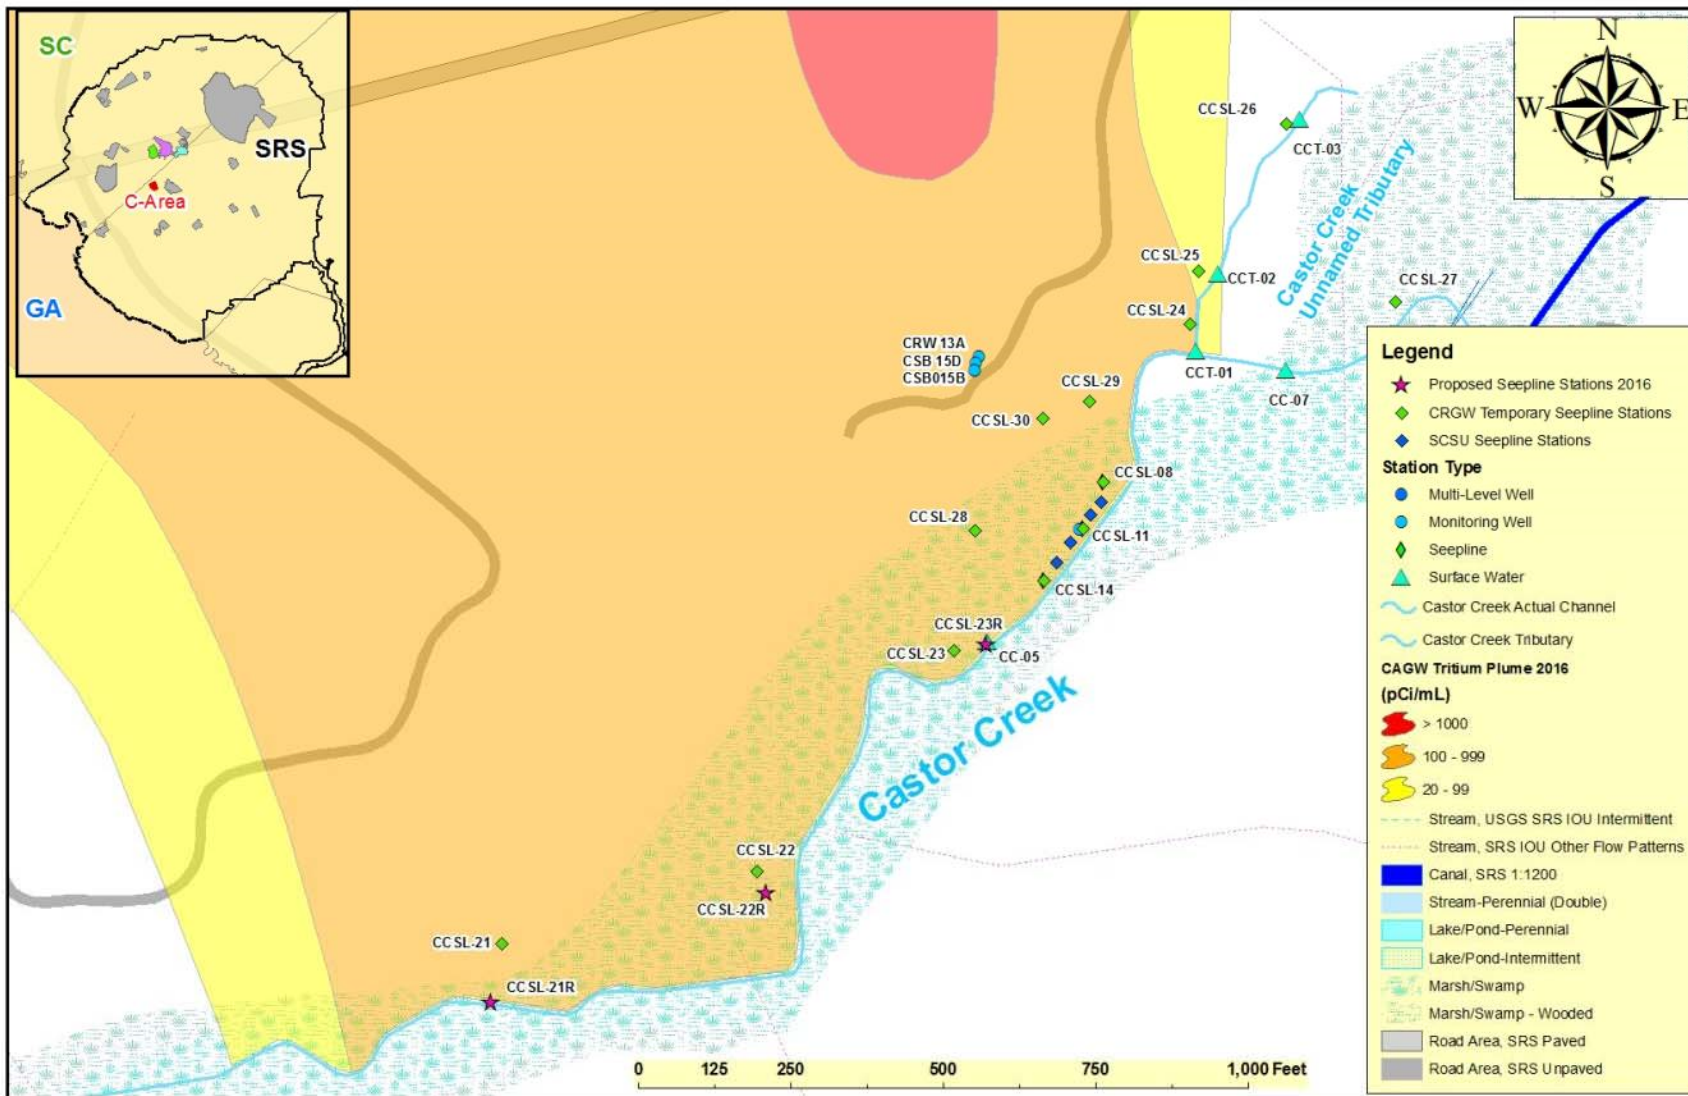 SC
SRS
C-Area
GA
N
W
E
S
CCSL-26
CCT-03
Castor Creek
Unnamed Tributary
CCSL-25
CCT-02
CCSL-27
CCSL-24
CRW 13A
CSB 15D
CSB015B
CCT-01
CC-07
CCSL-29
CCSL-30
CCSL-08
CCSL-28
CCSL-11
CCSL-14
CCSL-23R
CCSL-23
CC-05
Castor Creek
CCSL-22
CCSL-22R
CCSL-21
CCSL-21R
0 125 250 500 750 1,000 Feet
Legend
Proposed Seepline Stations 2016
CRGW Temporary Seepline Stations
SCSU Seepline Stations
Station Type
Multi-Level Well
Monitoring Well
Seepline
Surface Water
Castor Creek Actual Channel
Castor Creek Tributary
CAGW Tritium Plume 2016
(pCi/mL)
> 1000
100 - 999
20 - 99
Stream, USGS SRS IOU Intermittent
Stream, SRS IOU Other Flow Patterns
Canal, SRS 1:1200
Stream-Perennial (Double)
Lake/Pond-Perennial
Lake/Pond-Intermittent
Marsh/Swamp
Marsh/Swamp - Wooded
Road Area, SRS Paved
Road Area, SRS Unpaved